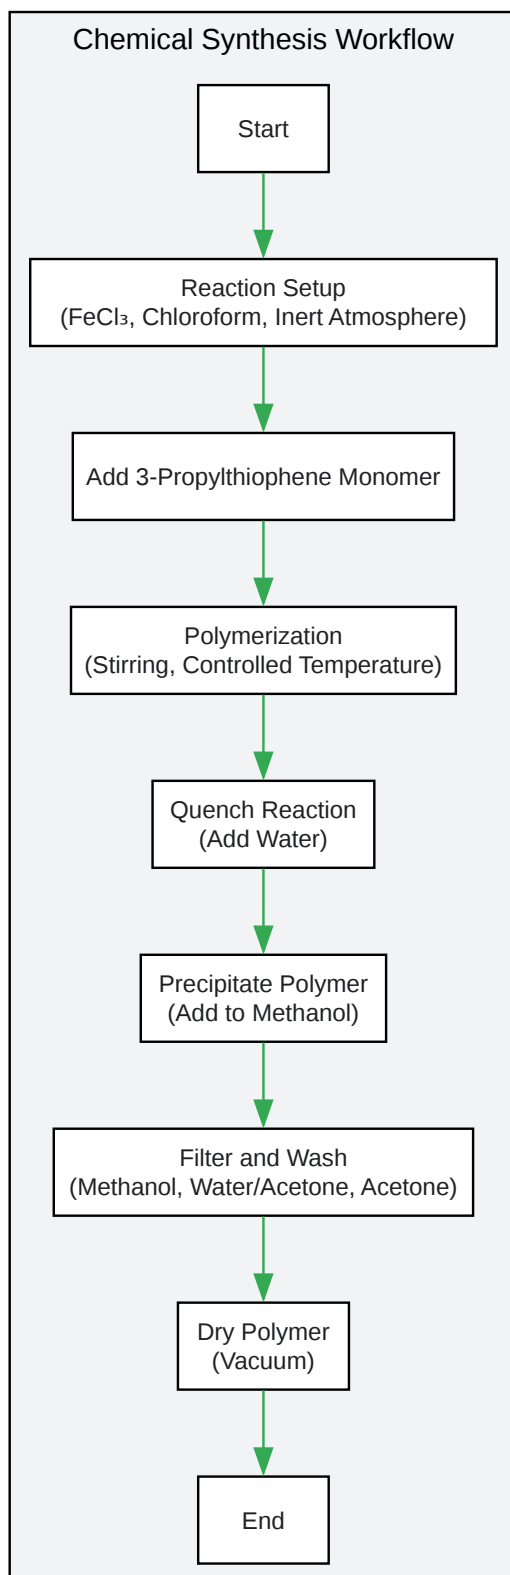 Chemical Synthesis Workflow
Start
Reaction Setup
(FeCl₃, Chloroform, Inert Atmosphere)
Add 3-Propylthiophene Monomer
Polymerization
(Stirring, Controlled Temperature)
Quench Reaction
(Add Water)
Precipitate Polymer
(Add to Methanol)
Filter and Wash
(Methanol, Water/Acetone, Acetone)
Dry Polymer
(Vacuum)
End